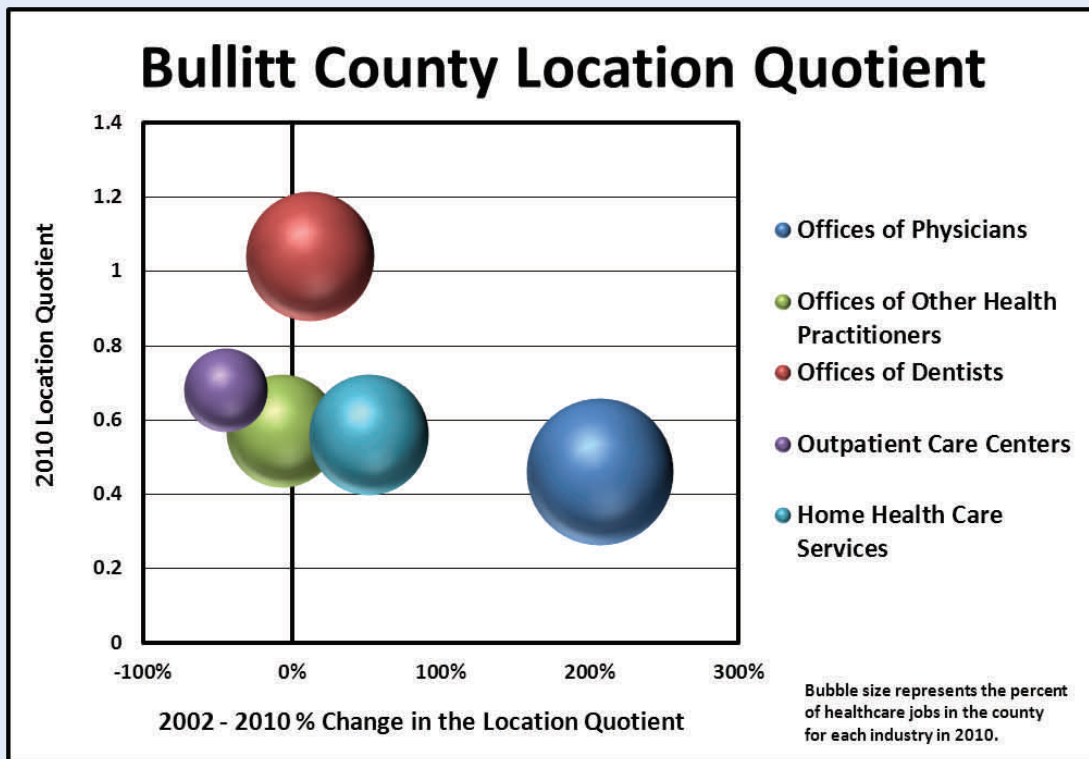 Bullitt County Location Quotient
1.4
1.2
1
0.8
0.6
0.4
0.2
0
2010 Location Quotient
-100%
0%
100%
200%
300%
2002 - 2010 % Change in the Location Quotient
Offices of Physicians
Offices of Other Health
Practitioners
Offices of Dentists
Outpatient Care Centers
Home Health Care
Services
Bubble size represents the percent
of healthcare jobs in the county
for each industry in 2010.